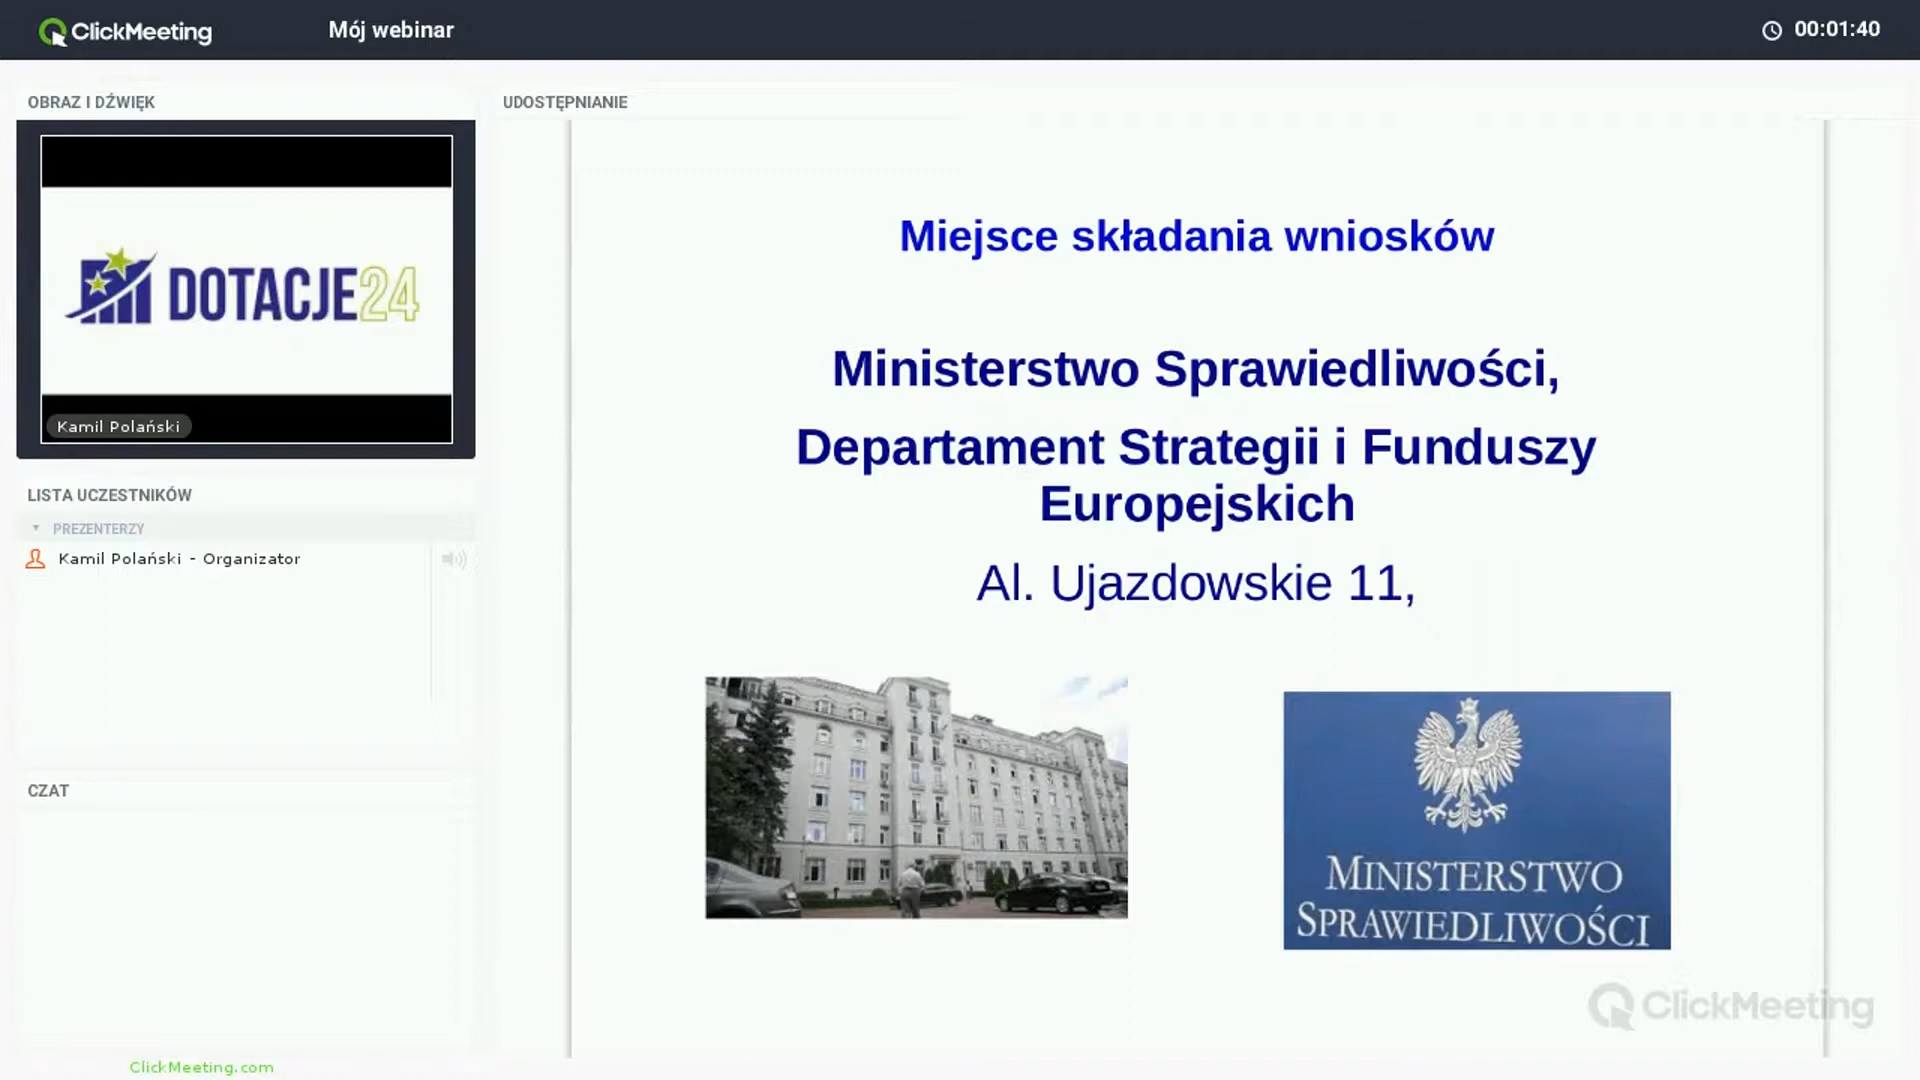 ClickMeeting
Mój webinar
00:01:40
OBRAZ I DŹWIĘK
DOTACJE24
Kamil Polański
LISTA UCZESTNIKÓW
PREZENTERZY
Kamil Polański - Organizator
CZAT
ClickMeeting.com
UDOSTĘPNIANIE
Miejsce składania wniosków
Ministerstwo Sprawiedliwości,
Departament Strategii i Funduszy
Europejskich
Al. Ujazdowskie 11,
MINISTERSTWO
SPRAWIEDLIWOŚCI
ClickMeeting